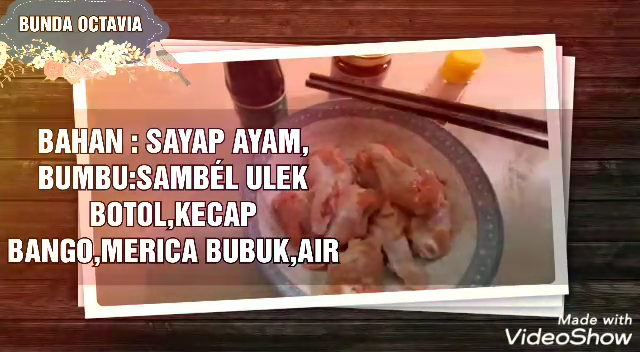 BUNDA OCTAVIA
BAHAN : SAYAP AYAM,
BUMBU:SAMBÉL ULEK
BOTOL,KECAP
BANGO,MERICA BUBUK,AIR
Made with
VideoShow